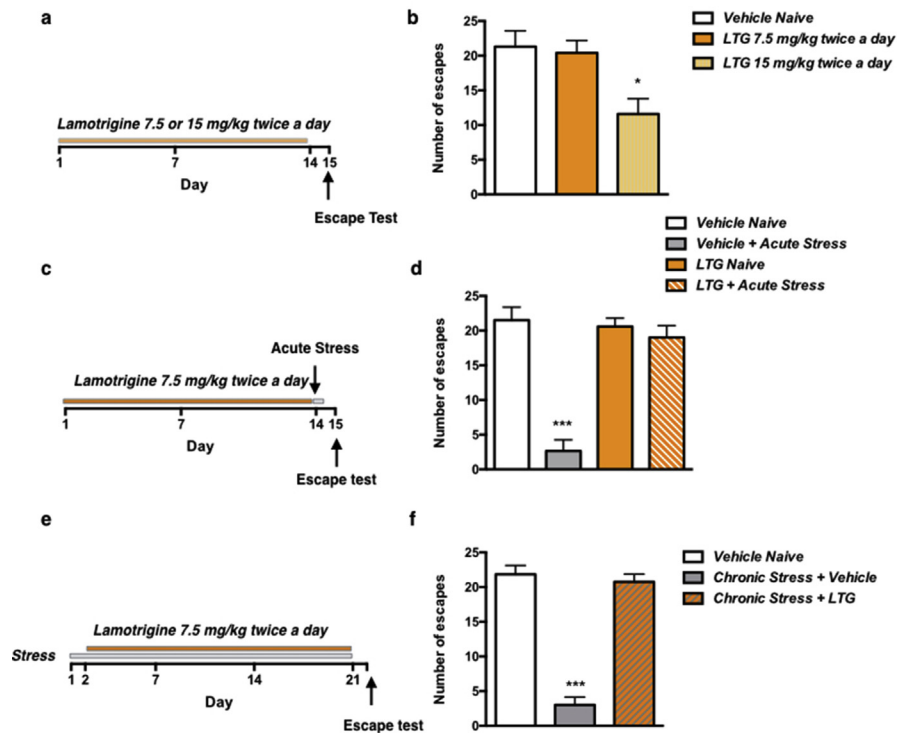 a
Lamotrigine 7.5 or 15 mg/kg twice a day
1 7 14 15
Day
Escape Test
b
Number of escapes
25
20
15
10
5
0
*
Vehicle Naive
LTG 7.5 mg/kg twice a day
LTG 15 mg/kg twice a day
c
Acute Stress
Lamotrigine 7.5 mg/kg twice a day
1 7 14 15
Day
Escape test
d
Number of escapes
25
20
15
10
5
0
***
Vehicle Naive
Vehicle + Acute Stress
LTG Naive
LTG + Acute Stress
e
Lamotrigine 7.5 mg/kg twice a day
Stress
1 2 7 14 21
Day
Escape test
f
Number of escapes
25
20
15
10
5
0
***
Vehicle Naive
Chronic Stress + Vehicle
Chronic Stress + LTG